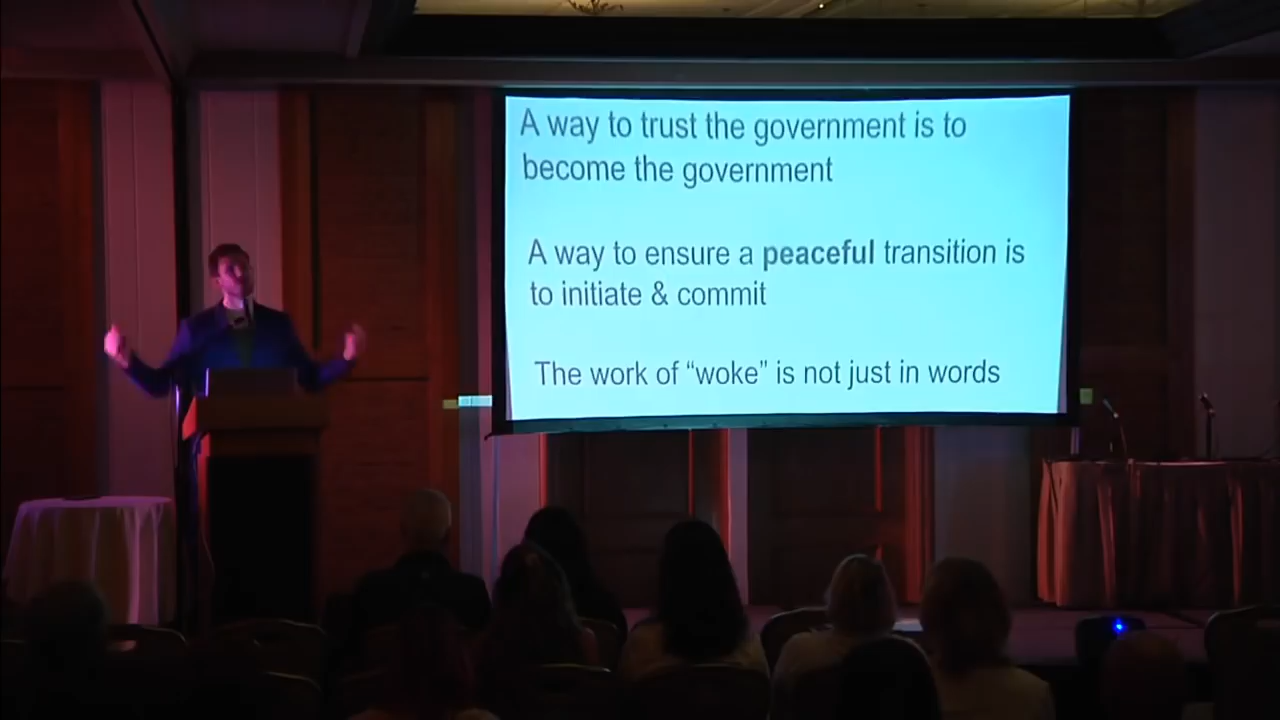 A way to trust the government is to
become the government
A way to ensure a peaceful transition is
to initiate & commit
The work of “woke” is not just in words